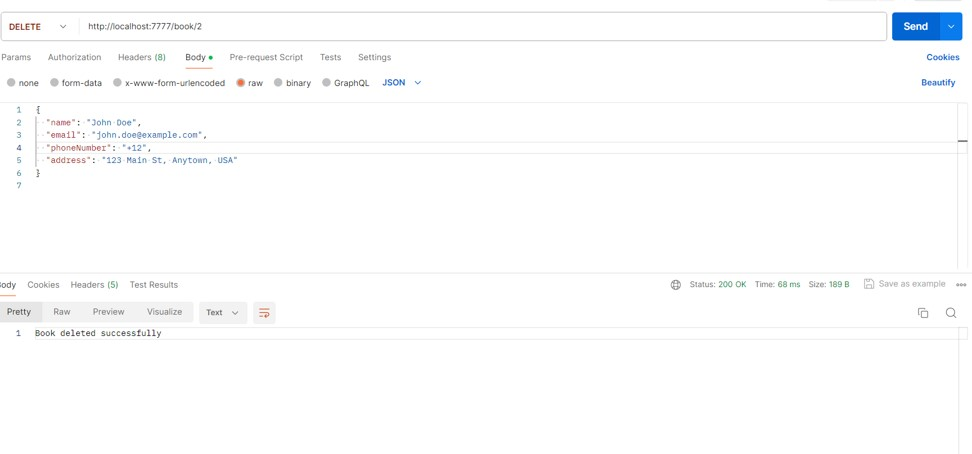 DELETE http://localhost:7777/book/2 Send
Params Authorization Headers (8) Body Pre-request Script Tests Settings Cookies
none form-data x-www-form-urlencoded raw binary GraphQL JSON Beautify
1 {
2 "name": "John Doe",
3 "email": "john.doe@example.com",
4 "phoneNumber": "+12",
5 "address": "123 Main St, Anytown, USA"
6 }
7
ody Cookies Headers (5) Test Results Status: 200 OK Time: 68 ms Size: 189 B Save as example
Pretty Raw Preview Visualize Text
1 Book deleted successfully